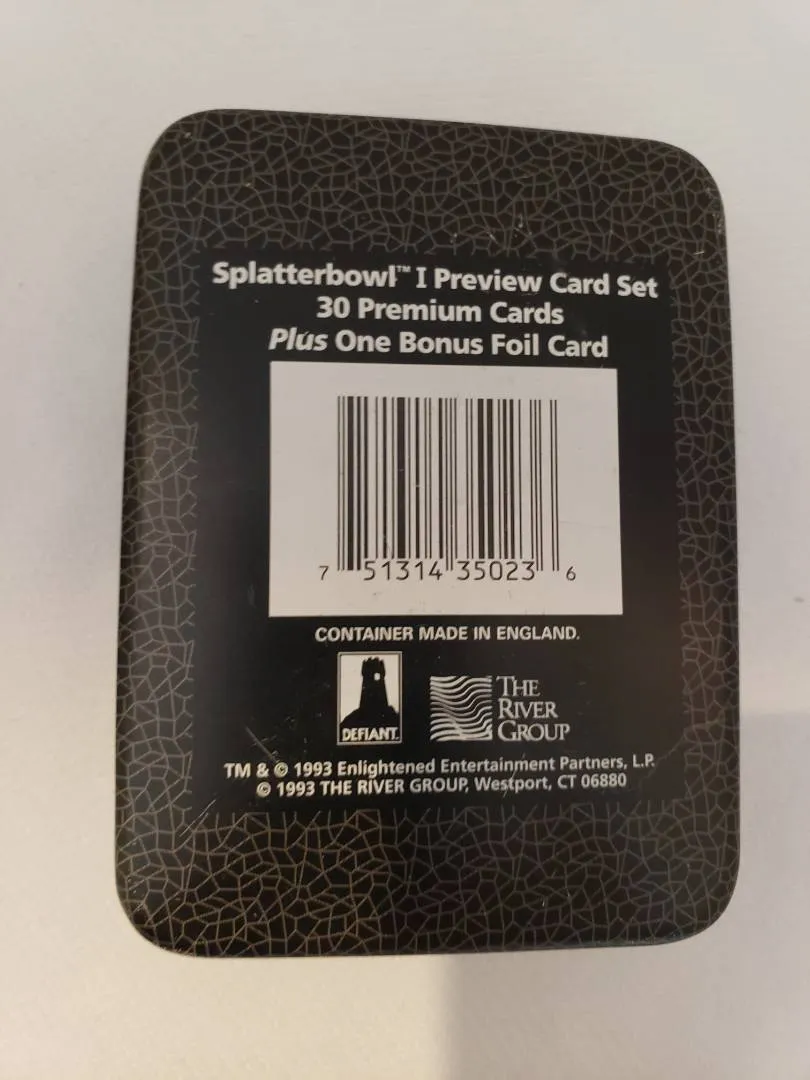 Splatterbowl™ I Preview Card Set
30 Premium Cards
Plus One Bonus Foil Card
7 51314 35023 6
CONTAINER MADE IN ENGLAND.
DEFIANT.
THE
RIVER
GROUP
TM & © 1993 Enlightened Entertainment Partners, L.P.
© 1993 THE RIVER GROUP, Westport, CT 06880